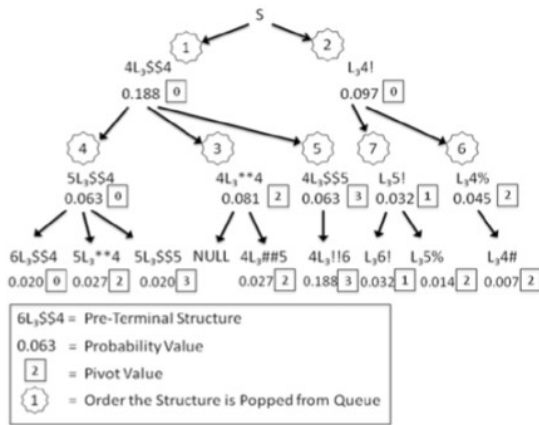 S
1 2
4L₃$$4 L₃4!
0.188 0 0.097 0
4 3 5 7 6
5L₃$$4 4L₃**4 4L₃$$5 L₃5! L₃4%
0.063 0 0.081 2 0.063 3 0.032 1 0.045 2
6L₃$$4 5L₃**4 5L₃$$5 NULL 4L₃##5 4L₃!!6 L₃6! L₃5% L₃4#
0.020 0 0.027 2 0.020 3 0.027 2 0.188 3 0.032 1 0.014 2 0.007 2
6L₃$$4 = Pre-Terminal Structure
0.063 = Probability Value
2 = Pivot Value
1 = Order the Structure is Popped from Queue